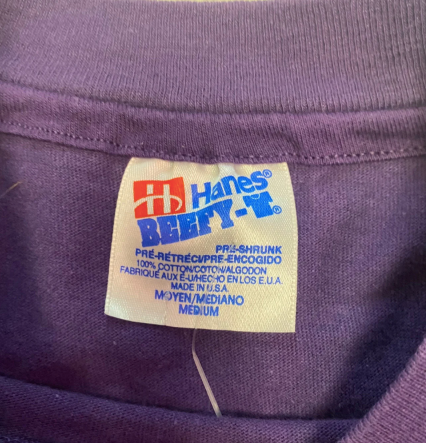 Hanes®
BEEFY-T®
PRE-SHRUNK
PRÉ-RÉTRÉCI/PRE-ENCOGIDO
100% COTTON/COTON/ALGODON
FABRIQUÉ AUX É-U/HECHO EN LOS E.U.A.
MADE IN U.S.A.
MOYEN/MEDIANO
MEDIUM